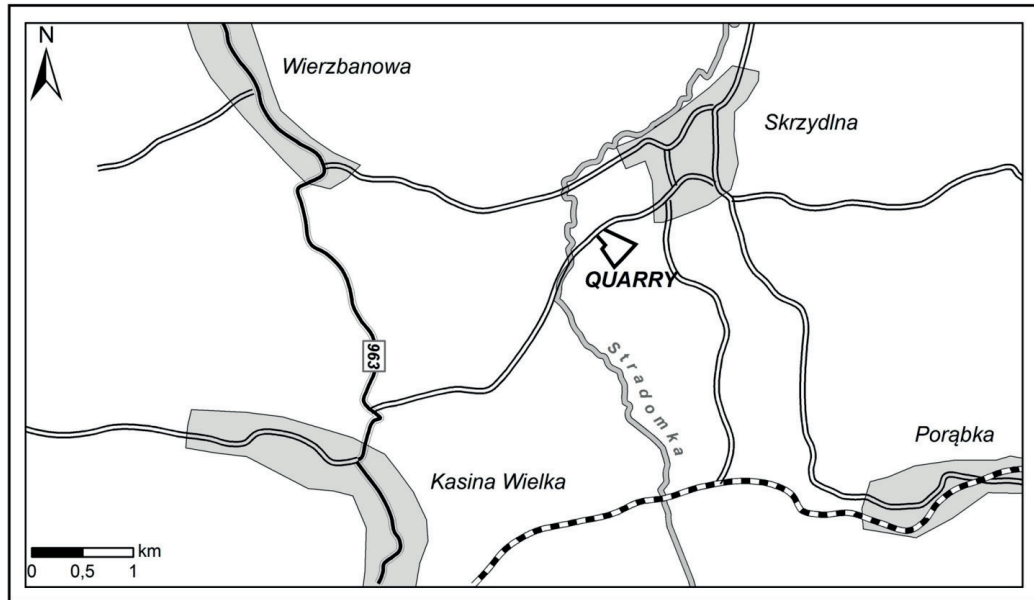 N
Wierzbanowa
Skrzydlna
QUARRY
963
Stradomka
Porąbka
Kasina Wielka
km
0 0,5 1